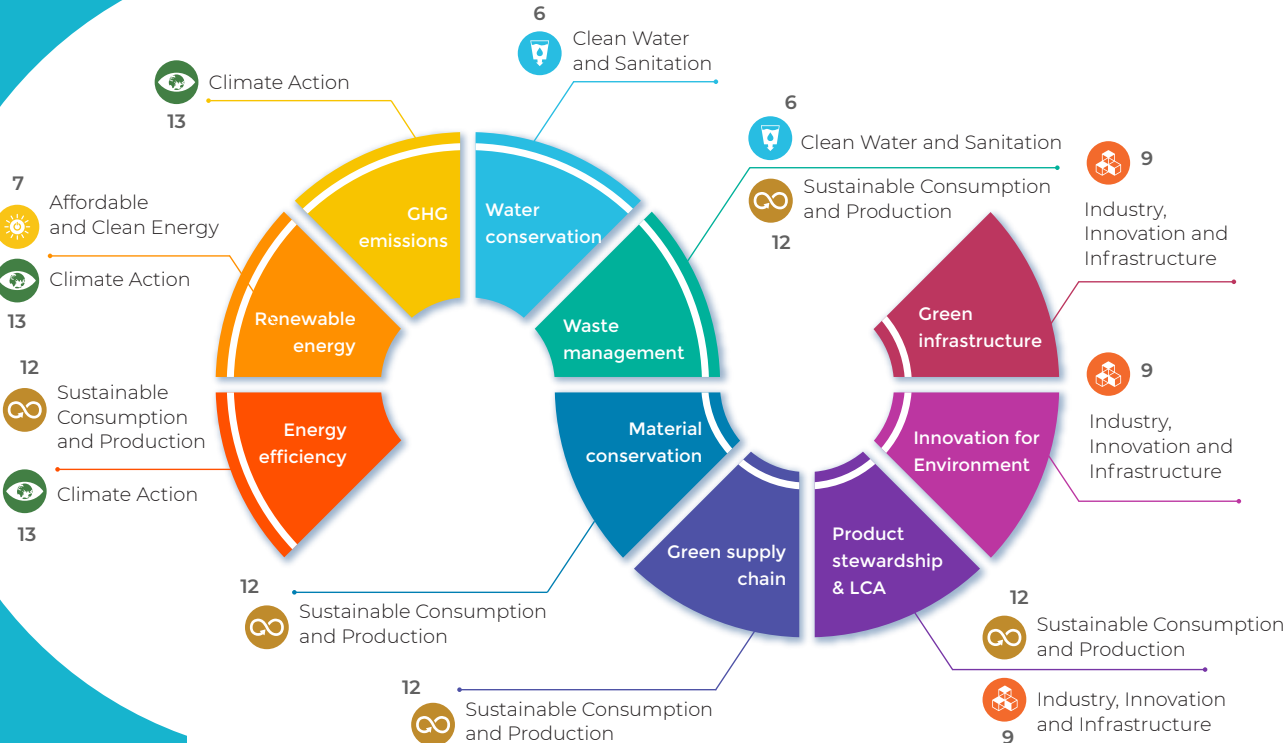 6
Clean Water
and Sanitation
Climate Action
13
6
Clean Water and Sanitation
Sustainable Consumption
and Production
12
9
Industry,
Innovation and
Infrastructure
7
Affordable
and Clean Energy
Climate Action
13
GHG
emissions
Water
conservation
Renewable
energy
Waste
management
Green
infrastructure
12
Sustainable
Consumption
and Production
Climate Action
13
Energy
efficiency
Material
conservation
Innovation for
Environment
9
Industry,
Innovation and
Infrastructure
Green supply
chain
Product
stewardship
& LCA
12
Sustainable Consumption
and Production
12
Sustainable Consumption
and Production
12
Sustainable Consumption
and Production
Industry, Innovation
and Infrastructure
9